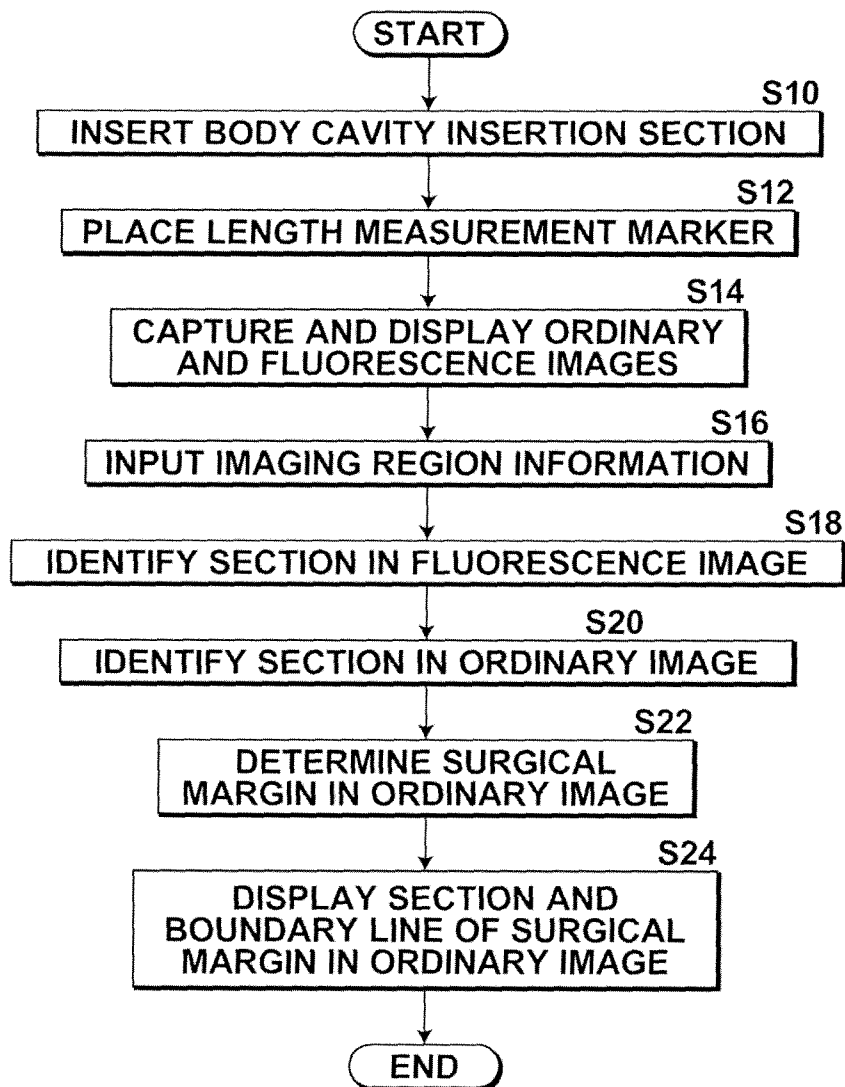 START
S10
INSERT BODY CAVITY INSERTION SECTION
S12
PLACE LENGTH MEASUREMENT MARKER
S14
CAPTURE AND DISPLAY ORDINARY
AND FLUORESCENCE IMAGES
S16
INPUT IMAGING REGION INFORMATION
S18
IDENTIFY SECTION IN FLUORESCENCE IMAGE
S20
IDENTIFY SECTION IN ORDINARY IMAGE
S22
DETERMINE SURGICAL
MARGIN IN ORDINARY IMAGE
S24
DISPLAY SECTION AND
BOUNDARY LINE OF SURGICAL
MARGIN IN ORDINARY IMAGE
END